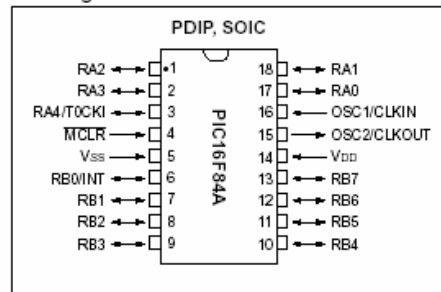 PDIP, SOIC
RA2 1 18 RA1
RA3 2 17 RA0
RA4/T0CKI 3 16 OSC1/CLKIN
MCLR 4 15 OSC2/CLKOUT
VSS 5 14 VDD
RB0/INT 6 13 RB7
RB1 7 12 RB6
RB2 8 11 RB5
RB3 9 10 RB4
PIC16F84A